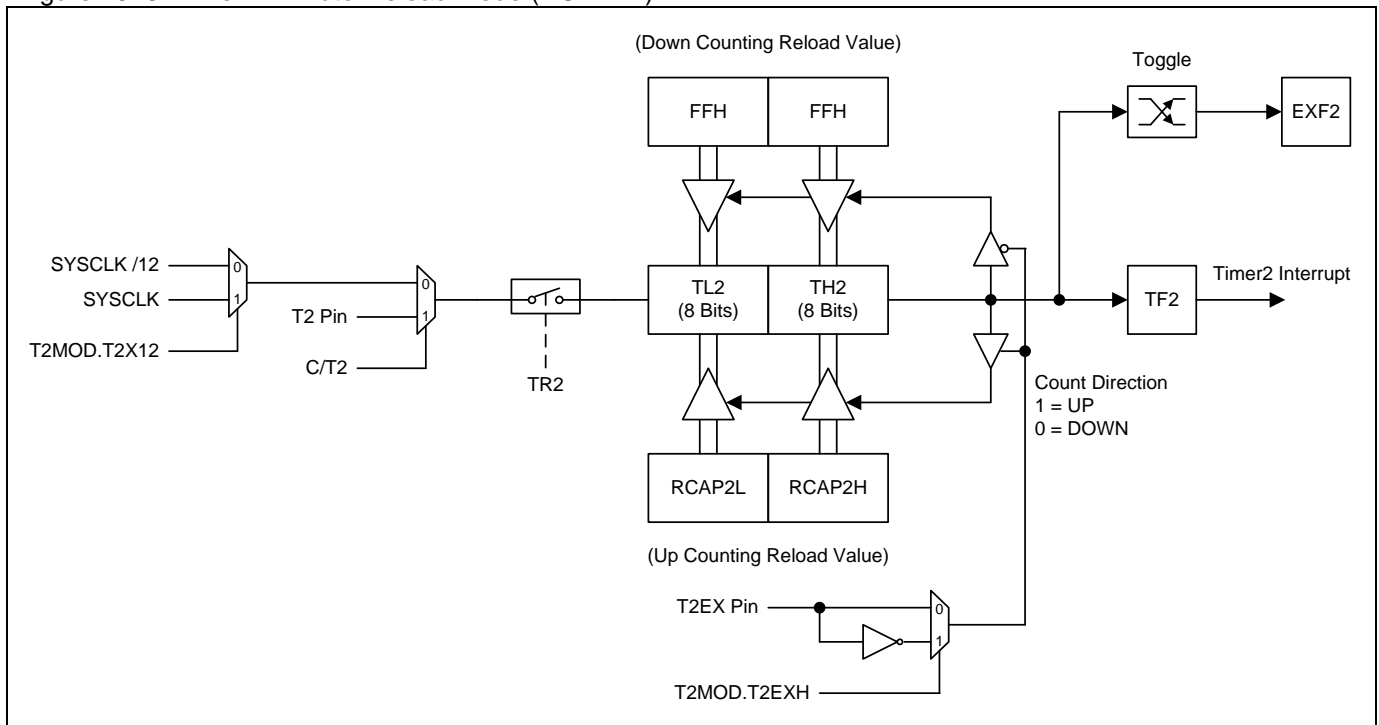 (Down Counting Reload Value)
Toggle
FFH
FFH
EXF2
SYSCLK /12
0
SYSCLK
1
T2MOD.T2X12
T2 Pin
0
1
C/T2
TR2
TL2
(8 Bits)
TH2
(8 Bits)
TF2
Timer2 Interrupt
Count Direction
1 = UP
0 = DOWN
RCAP2L
RCAP2H
(Up Counting Reload Value)
T2EX Pin
0
1
T2MOD.T2EXH